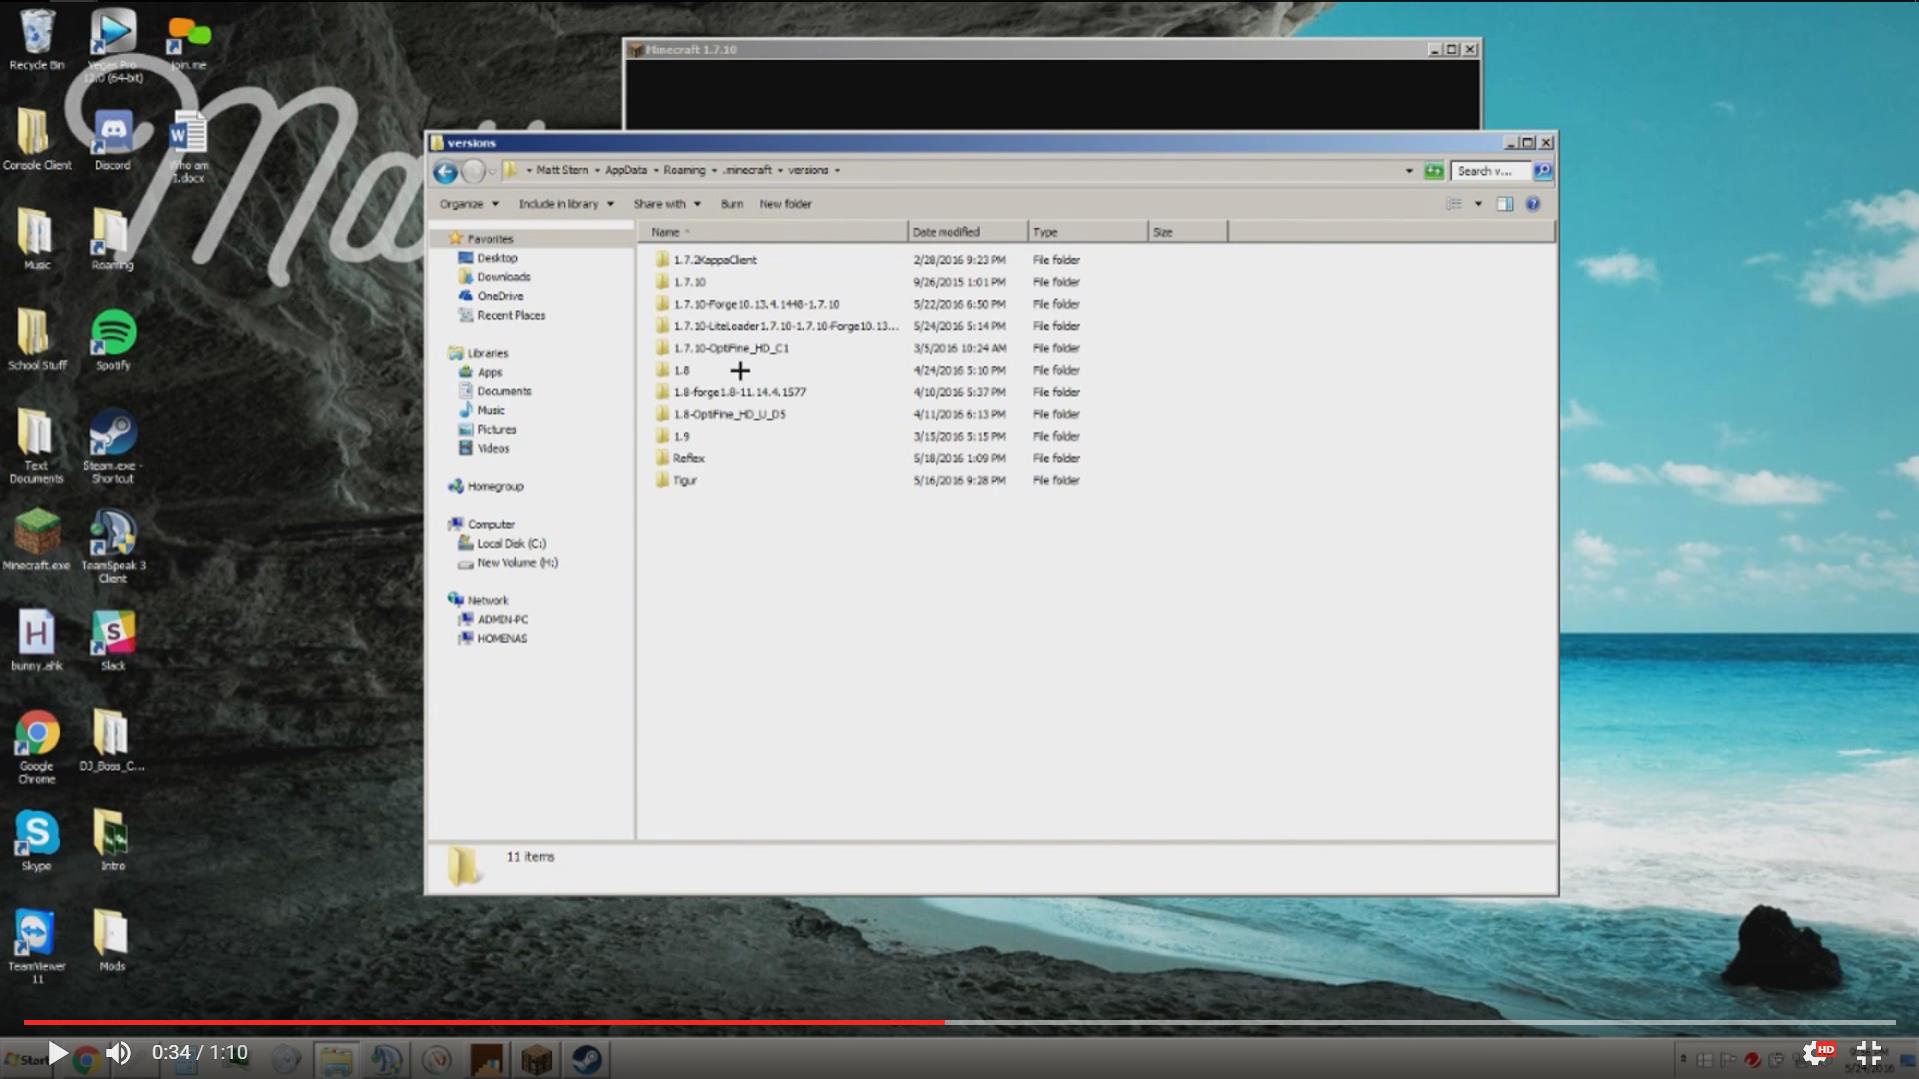 Recycle Bin
Vegas Pro
13.0 (64-bit)
join.me
Console Client
Discord
Who am
I.docx
Music
Roaming
School Stuff
Spotify
Text
Documents
Steam.exe -
Shortcut
Minecraft.exe
TeamSpeak 3
Client
bunny.ahk
Slack
Google
Chrome
DJ_Boss_C...
Skype
Intro
TeamViewer
11
Mods
Minecraft 1.7.10
versions
Matt Stern
AppData
Roaming
.minecraft
versions
Search v...
Organize
Include in library
Share with
Burn
New folder
Name
Date modified
Type
Size
Favorites
Desktop
Downloads
OneDrive
Recent Places
Libraries
Apps
Documents
Music
Pictures
Videos
Homegroup
Computer
Local Disk (C:)
New Volume (H:)
Network
ADMIN-PC
HOMENAS
1.7.2KappaClient 2/28/2016 9:23 PM File folder
1.7.10 9/26/2015 1:01 PM File folder
1.7.10-Forge10.13.4.1448-1.7.10 5/22/2016 6:50 PM File folder
1.7.10-LiteLoader1.7.10-1.7.10-Forge10.13... 5/24/2016 5:14 PM File folder
1.7.10-OptiFine_HD_C1 3/5/2016 10:24 AM File folder
1.8 4/24/2016 5:10 PM File folder
1.8-forge1.8-11.14.4.1577 4/10/2016 5:37 PM File folder
1.8-OptiFine_HD_U_D5 4/11/2016 6:13 PM File folder
1.9 3/15/2016 5:15 PM File folder
Reflex 5/18/2016 1:09 PM File folder
Tigur 5/16/2016 9:28 PM File folder
11 items
Start
0:34 / 1:10
HD
5/24/2016